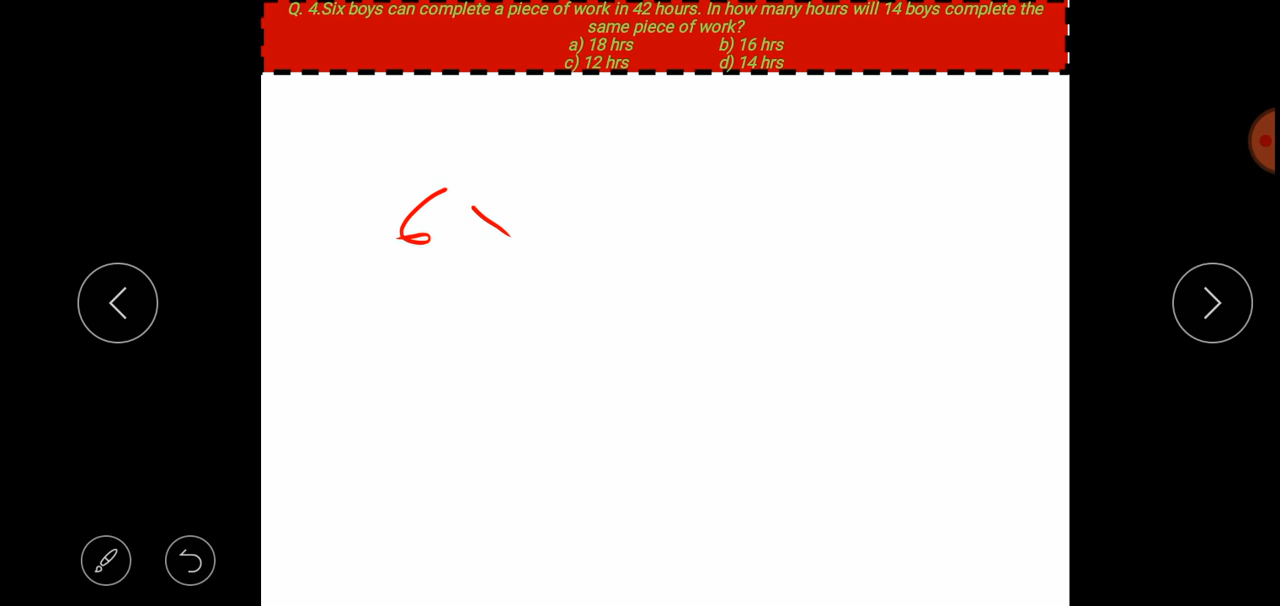 Q. 4.Six boys can complete a piece of work in 42 hours. In how many hours will 14 boys complete the
same piece of work?
a) 18 hrs b) 16 hrs
c) 12 hrs d) 14 hrs
6